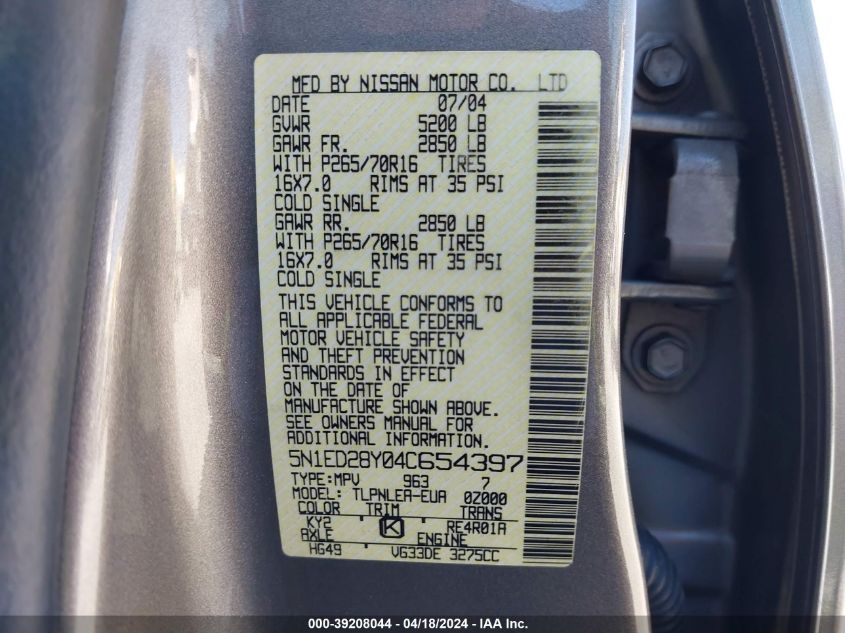 MFD BY NISSAN MOTOR CO. LTD
DATE 07/04
GVWR 5200 LB
GAWR FR. 2850 LB
WITH P265/70R16 TIRES
16X7.0 RIMS AT 35 PSI
COLD SINGLE
GAWR RR. 2850 LB
WITH P265/70R16 TIRES
16X7.0 RIMS AT 35 PSI
COLD SINGLE
THIS VEHICLE CONFORMS TO
ALL APPLICABLE FEDERAL
MOTOR VEHICLE SAFETY
AND THEFT PREVENTION
STANDARDS IN EFFECT
ON THE DATE OF
MANUFACTURE SHOWN ABOVE.
SEE OWNERS MANUAL FOR
ADDITIONAL INFORMATION.
5N1ED28Y04C654397
TYPE:MPV 963 7
MODEL: TLPNLEA-EUA 0Z000
COLOR TRIM TRANS
KY2 K RE4R01A
AXLE ENGINE
HG49 VG33DE 3275CC
000-39208044 / 04/18/2024 - IAA Inc.